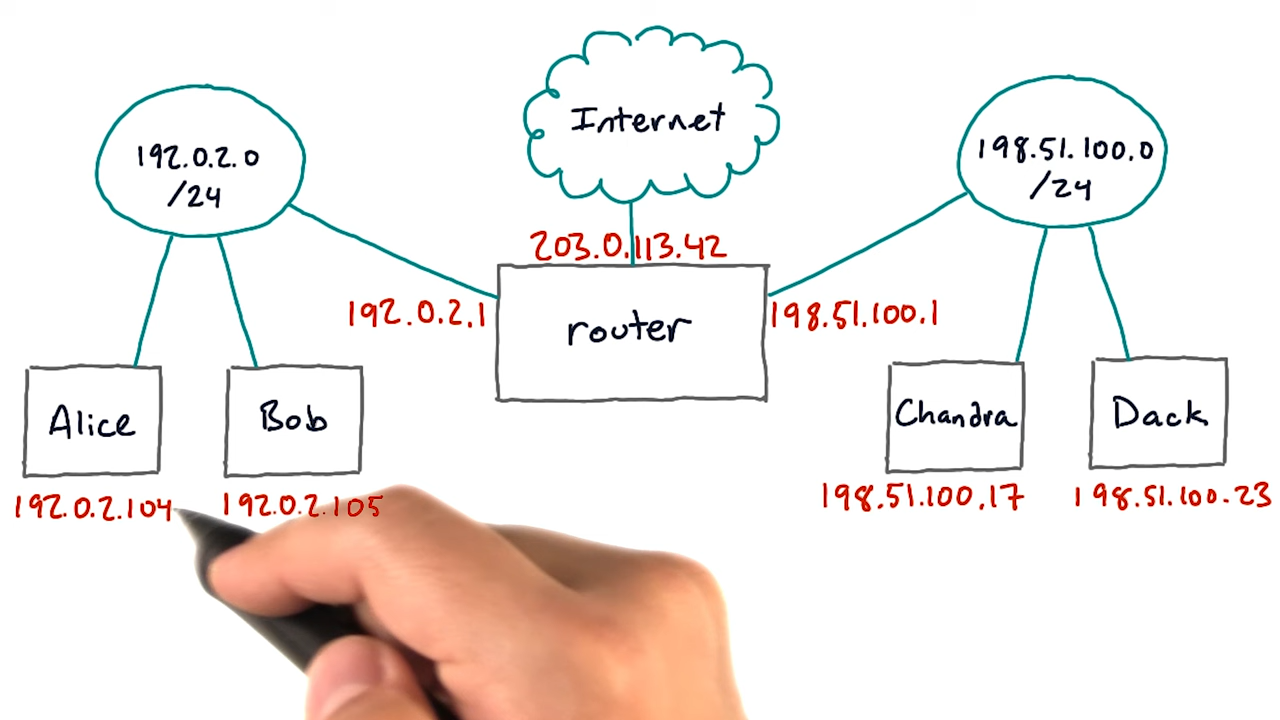 Internet
192.0.2.0
/24
198.51.100.0
/24
203.0.113.42
192.0.2.1
router
198.51.100.1
Alice
Bob
Chandra
Dack
192.0.2.104
192.0.2.105
198.51.100.17
198.51.100.23